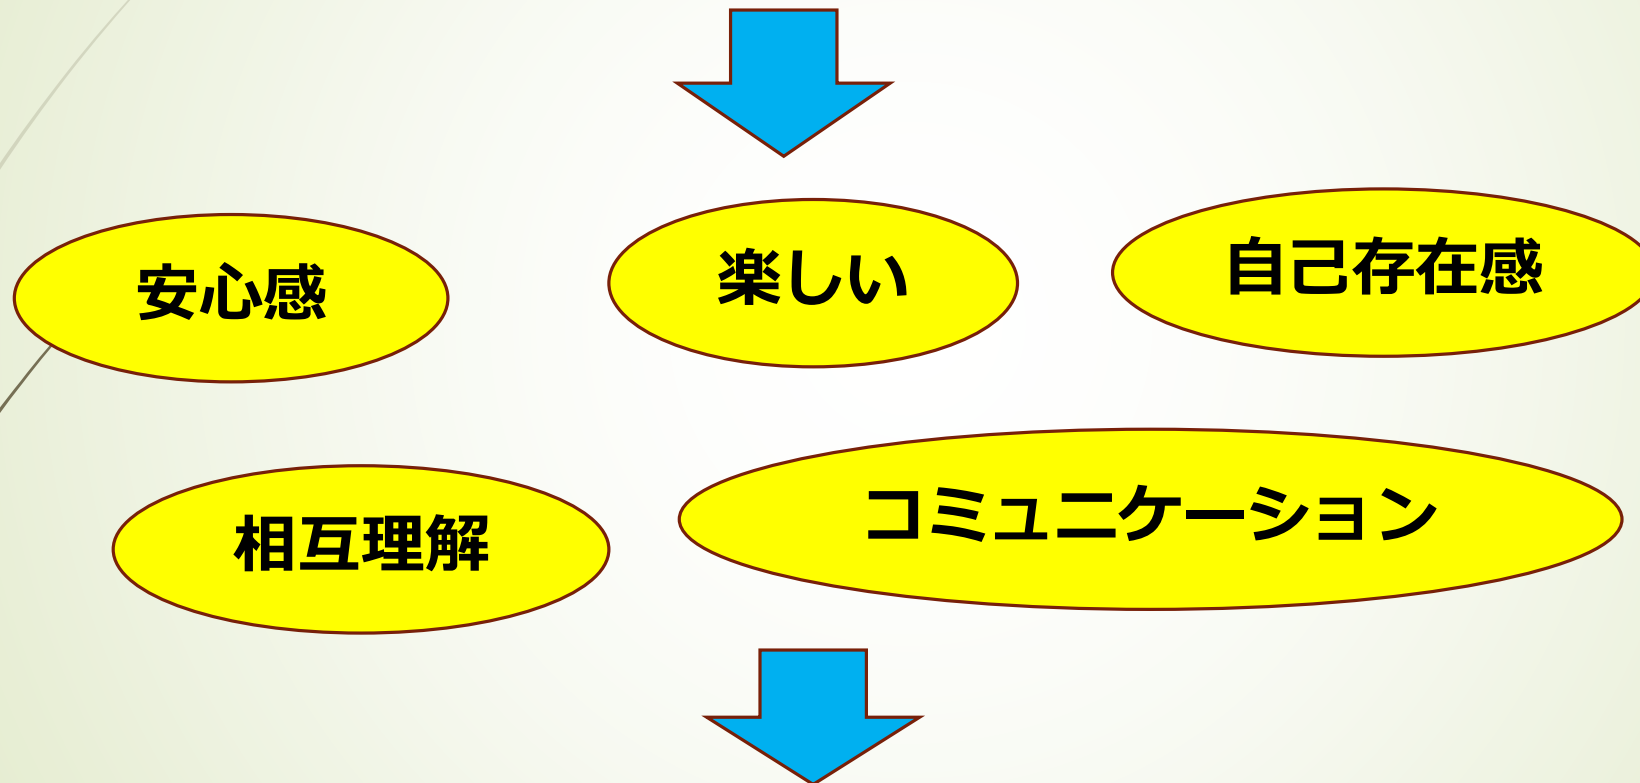 安心感
楽しい
自己存在感
相互理解
コミュニケーション